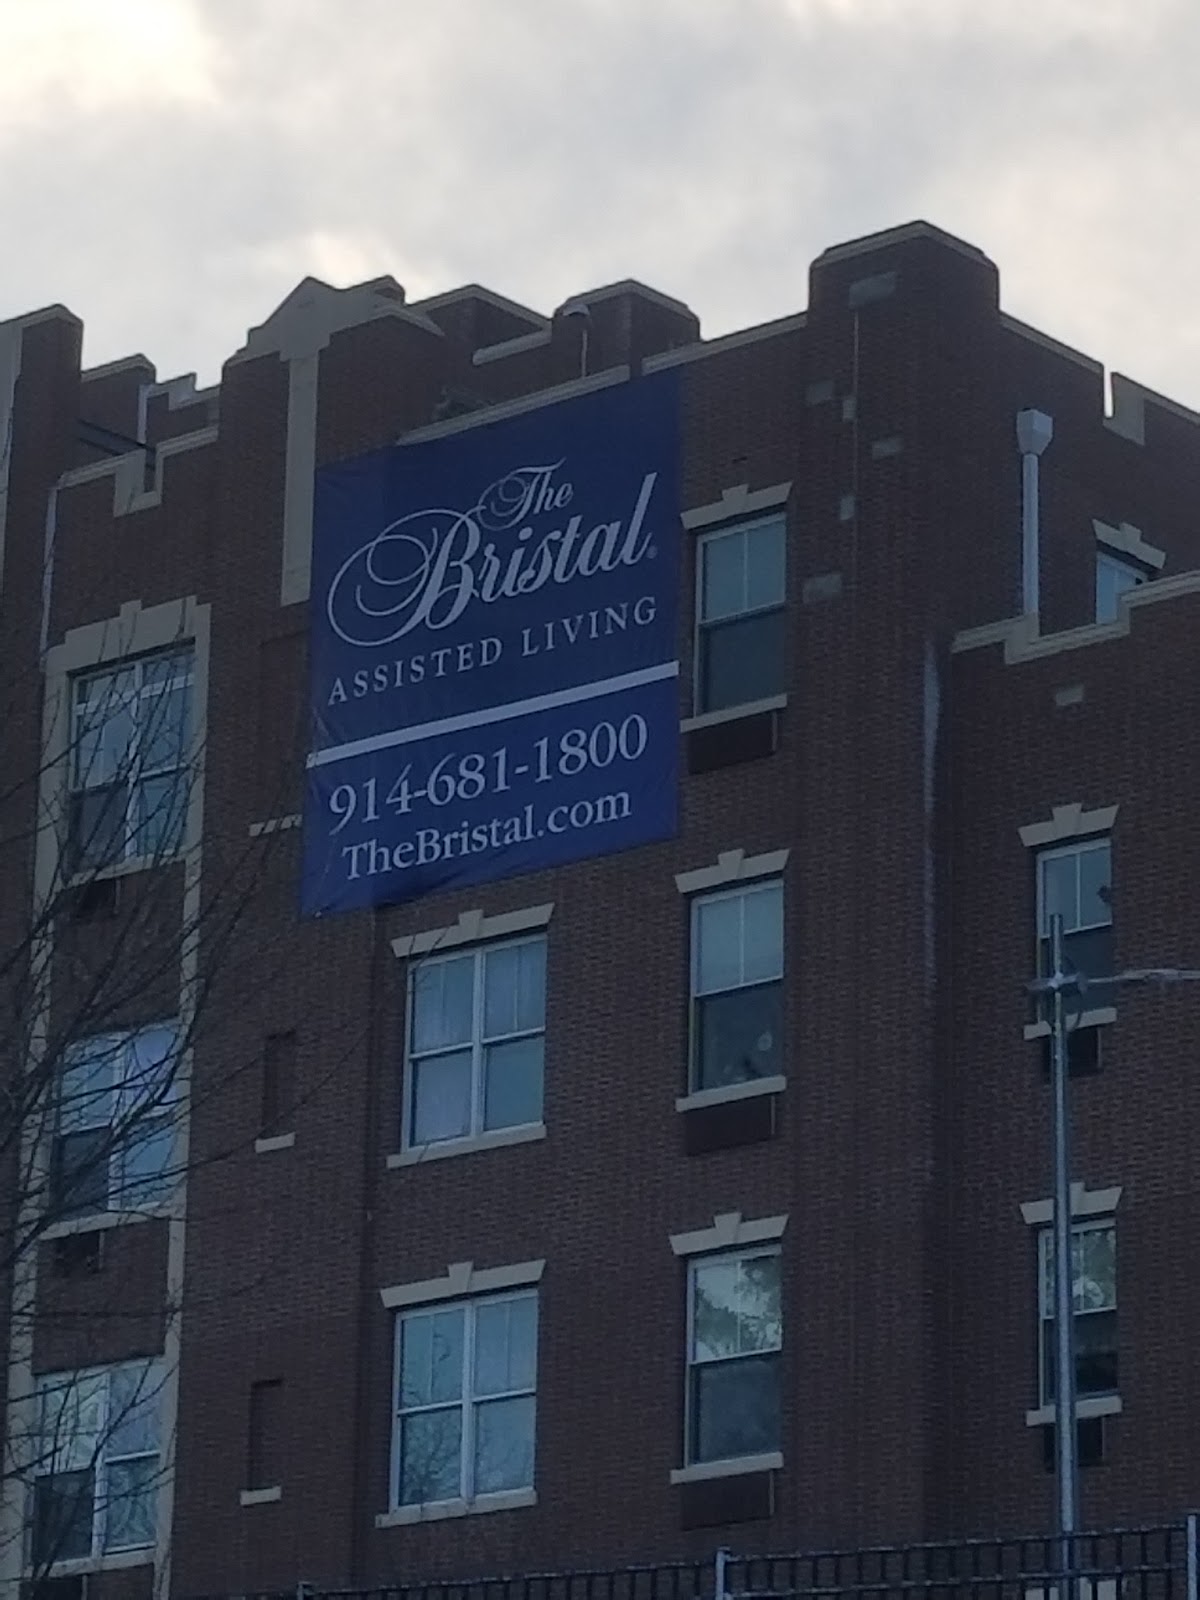 The
Bristal®
ASSISTED LIVING
914-681-1800
TheBristal.com